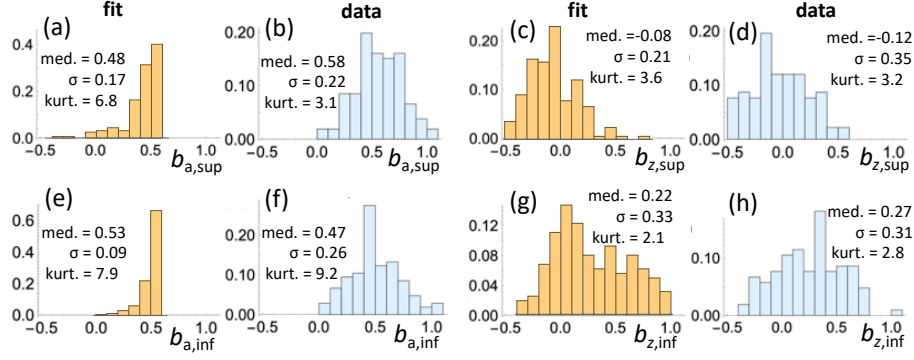 fit
data
fit
data
(a)
med. = 0.48
σ = 0.17
kurt. = 6.8
0.4
0.2
0.0
−0.5
0.0
0.5
1.0
b a,sup
(b)
med. = 0.58
σ = 0.22
kurt. = 3.1
0.20
0.10
0.00
−0.5
0.0
0.5
1.0
b a,sup
(c)
med.=-0.08
σ = 0.21
kurt. = 3.6
0.20
0.10
0.00
−0.5
0.0
0.5
1.0
b z,sup
(d)
med.=-0.12
σ = 0.35
kurt. = 3.2
0.20
0.10
0.00
−0.5
0.0
0.5
1.0
b z,sup
(e)
med. = 0.53
σ = 0.09
kurt. = 7.9
0.6
0.4
0.2
0.0
−0.5
0.0
0.5
1.0
b a,inf
(f)
med. = 0.47
σ = 0.26
kurt. = 9.2
0.20
0.10
0.00
−0.5
0.0
0.5
1.0
b a,inf
(g)
med. = 0.22
σ = 0.33
kurt. = 2.1
0.12
0.08
0.04
0.00
−0.5
0.0
0.5
1.0
b z,inf
(h)
med. = 0.27
σ = 0.31
kurt. = 2.8
0.20
0.10
0.00
−0.5
0.0
0.5
1.0
b z,inf